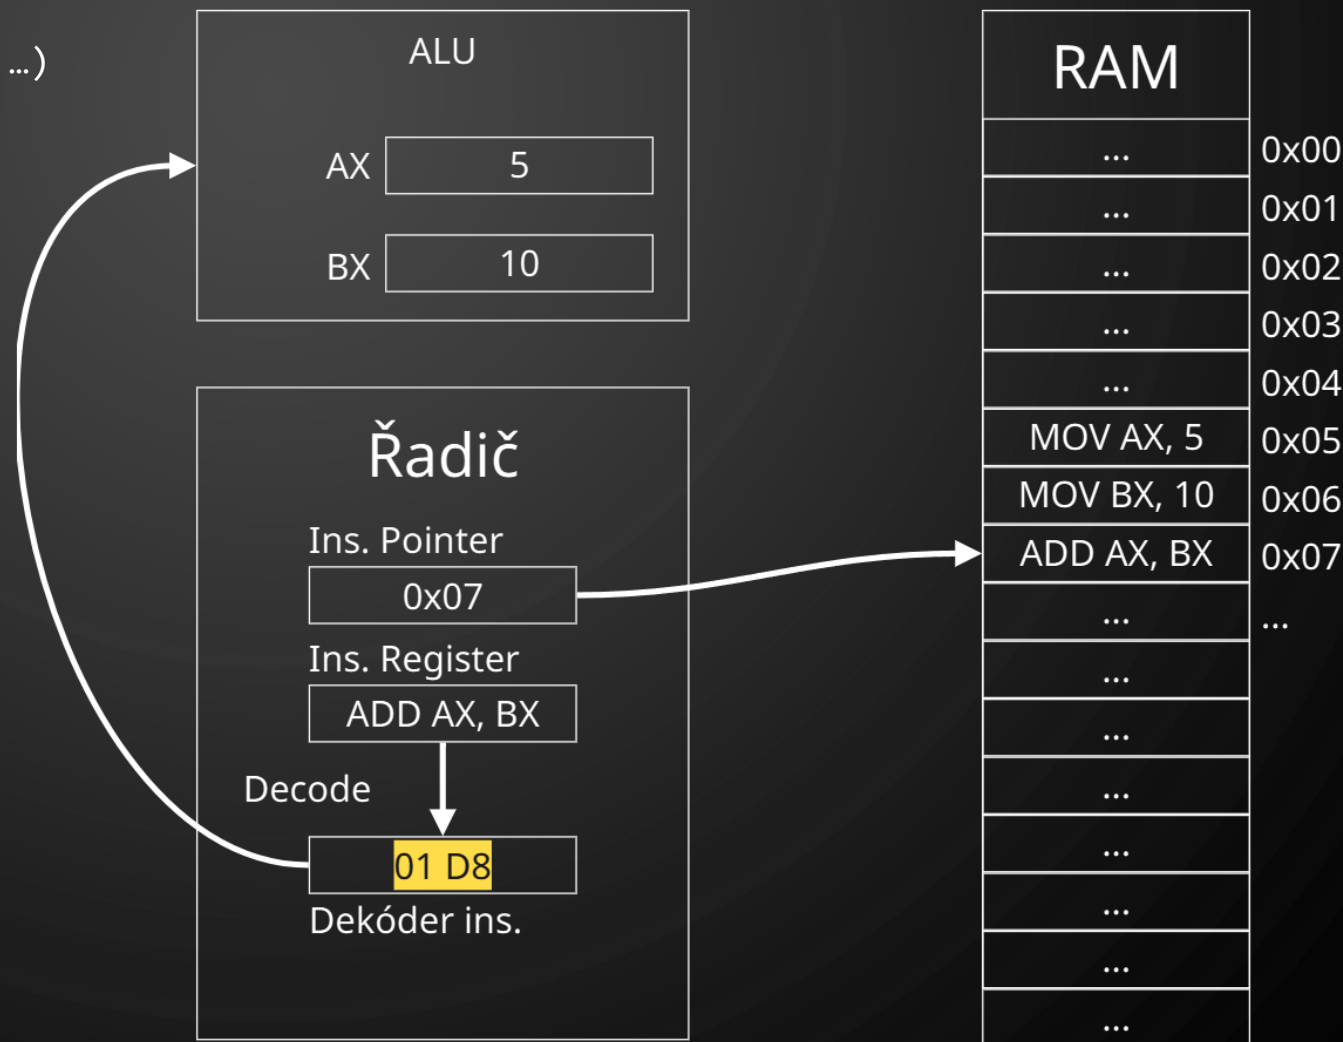 ...)
ALU
AX 5
BX 10
Řadič
Ins. Pointer
0x07
Ins. Register
ADD AX, BX
Decode
01 D8
Dekóder ins.
RAM
... 0x00
... 0x01
... 0x02
... 0x03
... 0x04
MOV AX, 5 0x05
MOV BX, 10 0x06
ADD AX, BX 0x07
... ...
...
...
...
...
...
...
...